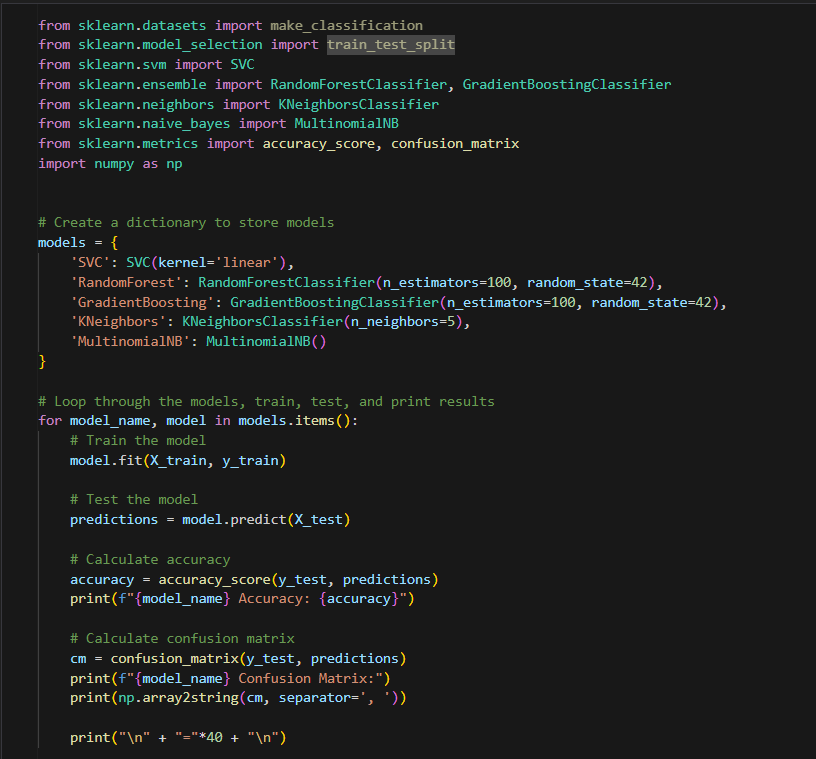 from sklearn.datasets import make_classification
from sklearn.model_selection import train_test_split
from sklearn.svm import SVC
from sklearn.ensemble import RandomForestClassifier, GradientBoostingClassifier
from sklearn.neighbors import KNeighborsClassifier
from sklearn.naive_bayes import MultinomialNB
from sklearn.metrics import accuracy_score, confusion_matrix
import numpy as np
# Create a dictionary to store models
models = {
    'SVC': SVC(kernel='linear'),
    'RandomForest': RandomForestClassifier(n_estimators=100, random_state=42),
    'GradientBoosting': GradientBoostingClassifier(n_estimators=100, random_state=42),
    'KNeighbors': KNeighborsClassifier(n_neighbors=5),
    'MultinomialNB': MultinomialNB()
}
# Loop through the models, train, test, and print results
for model_name, model in models.items():
    # Train the model
    model.fit(X_train, y_train)
    # Test the model
    predictions = model.predict(X_test)
    # Calculate accuracy
    accuracy = accuracy_score(y_test, predictions)
    print(f"{model_name} Accuracy: {accuracy}")
    # Calculate confusion matrix
    cm = confusion_matrix(y_test, predictions)
    print(f"{model_name} Confusion Matrix:")
    print(np.array2string(cm, separator=', '))
    print("\n" + "="*40 + "\n")